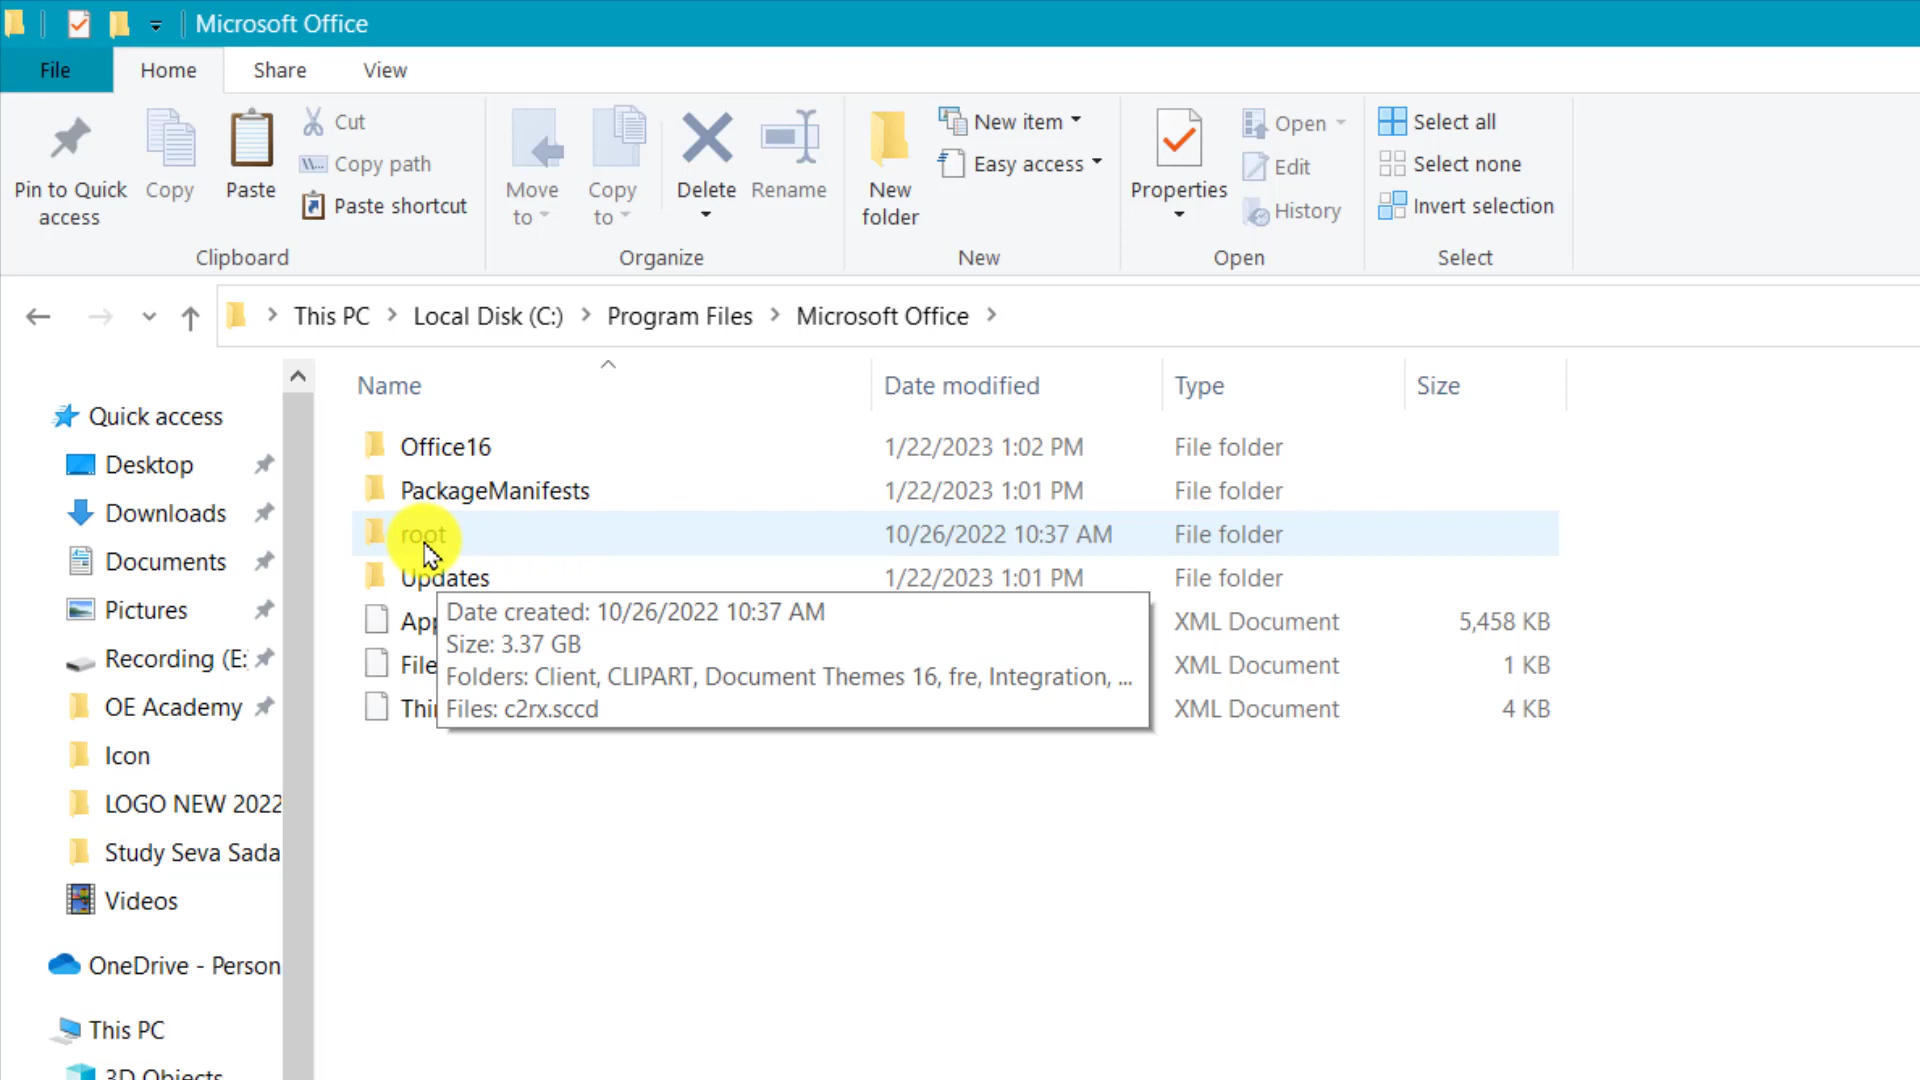 Microsoft Office
File Home Share View
Pin to Quick access
Copy
Paste
Cut
Copy path
Paste shortcut
Clipboard
Move to
Copy to
Delete
Rename
Organize
New folder
New item
Easy access
New
Properties
Open
Edit
History
Open
Select all
Select none
Invert selection
Select
This PC Local Disk (C:) Program Files Microsoft Office
Name Date modified Type Size
Quick access
Desktop
Downloads
Documents
Pictures
Recording (E:
OE Academy
Icon
LOGO NEW 2022
Study Seva Sada
Videos
OneDrive - Person
This PC
3D Objects
Office16 1/22/2023 1:02 PM File folder
PackageManifests 1/22/2023 1:01 PM File folder
root 10/26/2022 10:37 AM File folder
Updates 1/22/2023 1:01 PM File folder
App XML Document 5,458 KB
File XML Document 1 KB
Thi XML Document 4 KB
Date created: 10/26/2022 10:37 AM
Size: 3.37 GB
Folders: Client, CLIPART, Document Themes 16, fre, Integration, ...
Files: c2rx.sccd